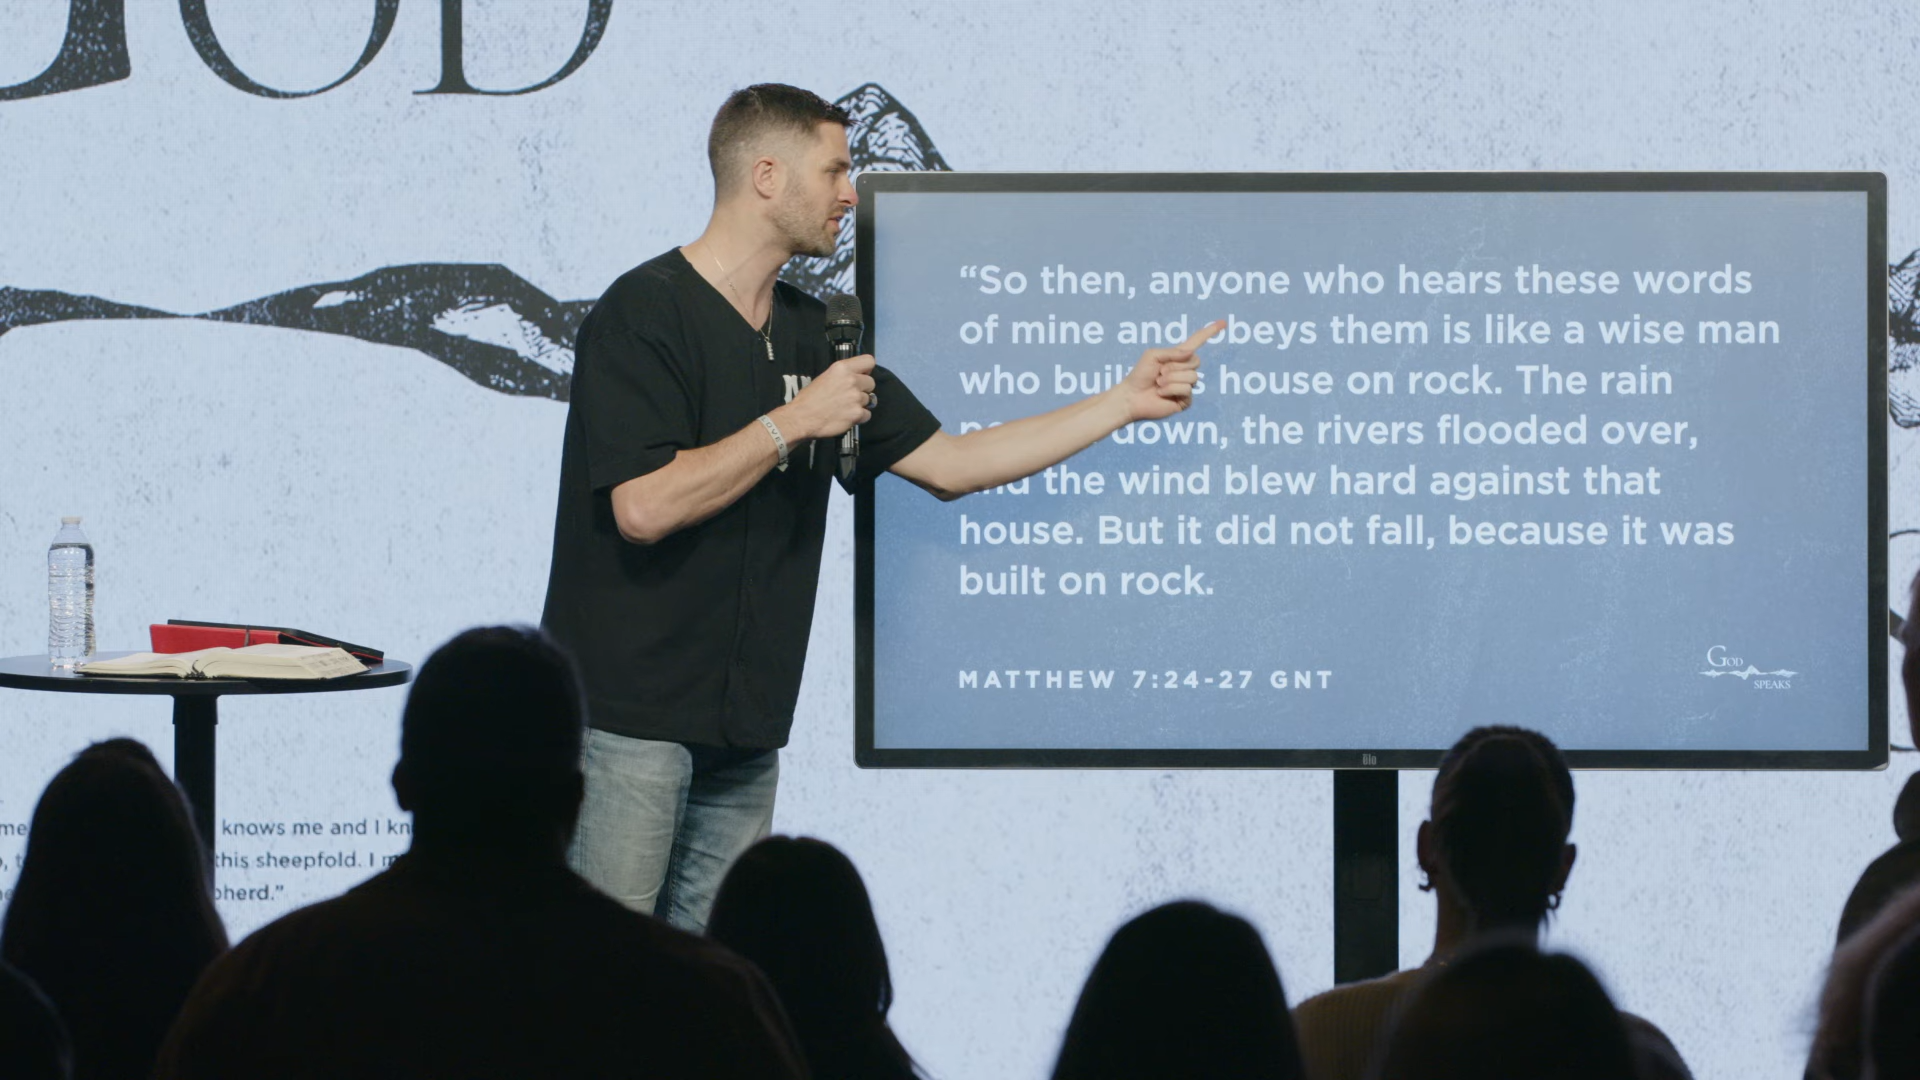 GOD
“So then, anyone who hears these words
of mine and obeys them is like a wise man
who built house on rock. The rain
down, the rivers flooded over,
and the wind blew hard against that
house. But it did not fall, because it was
built on rock.
MATTHEW 7:24-27 GNT
GOD
SPEAKS
elo
knows me and I
this sheepfold. I